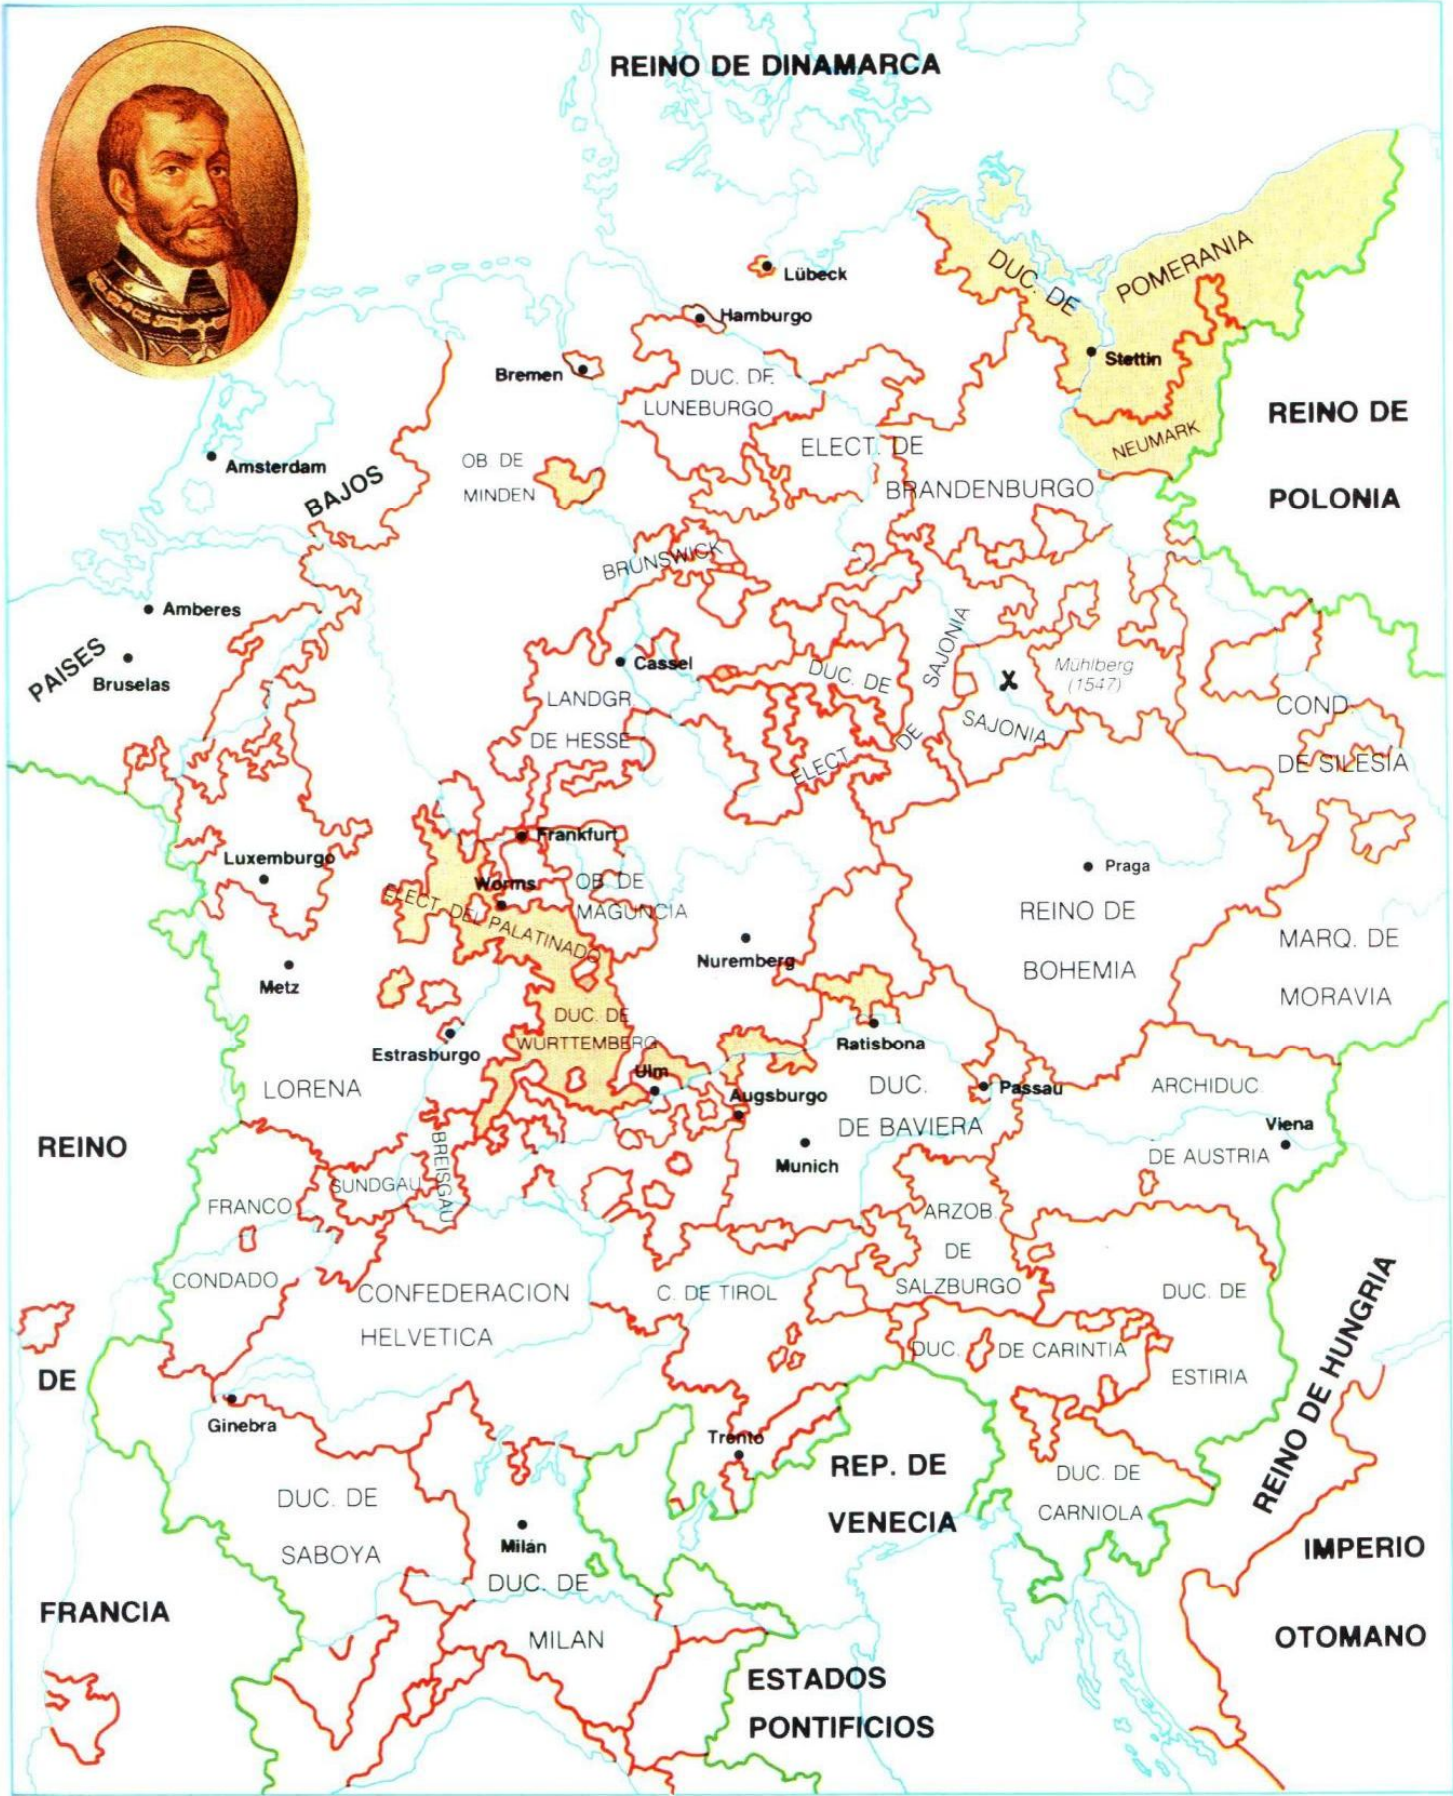 REINO DE DINAMARCA
Lübeck
DUC. DE
POMERANIA
Hamburgo
Stettin
Bremen
DUC. DE
LUNEBURGO
REINO DE
POLONIA
NEUMARK
ELECT. DE
BRANDENBURGO
Amsterdam
BAJOS
OB. DE
MINDEN
BRUNSWICK
Amberes
PAISES
Bruselas
Cassel
LANDGR.
DE HESSE
DUC. DE
SAJONIA
Mühlberg
(1547)
ELECT.
DE
SAJONIA
COND.
DE SILESIA
Frankfurt
Luxemburgo
Worms
OB. DE
MAGUNCIA
ELECT. DEL PALATINADO
Praga
REINO DE
BOHEMIA
MARQ. DE
MORAVIA
Nuremberg
Metz
DUC. DE
WURTTEMBERG
Estrasburgo
Ratisbona
Ulm
LORENA
Augsburgo
DUC.
DE BAVIERA
Passau
ARCHIDUC.
DE AUSTRIA
Viena
Munich
REINO
DE
FRANCIA
BREISGAU
SUNDGAU
FRANCO
CONDADO
ARZOB.
DE
SALZBURGO
CONFEDERACION
HELVETICA
C. DE TIROL
DUC. DE
ESTIRIA
DUC. DE CARINTIA
REINO DE HUNGRIA
Ginebra
Trento
REP. DE
VENECIA
DUC. DE
CARNIOLA
DUC. DE
SABOYA
Milán
DUC. DE
MILAN
IMPERIO
OTOMANO
ESTADOS
PONTIFICIOS